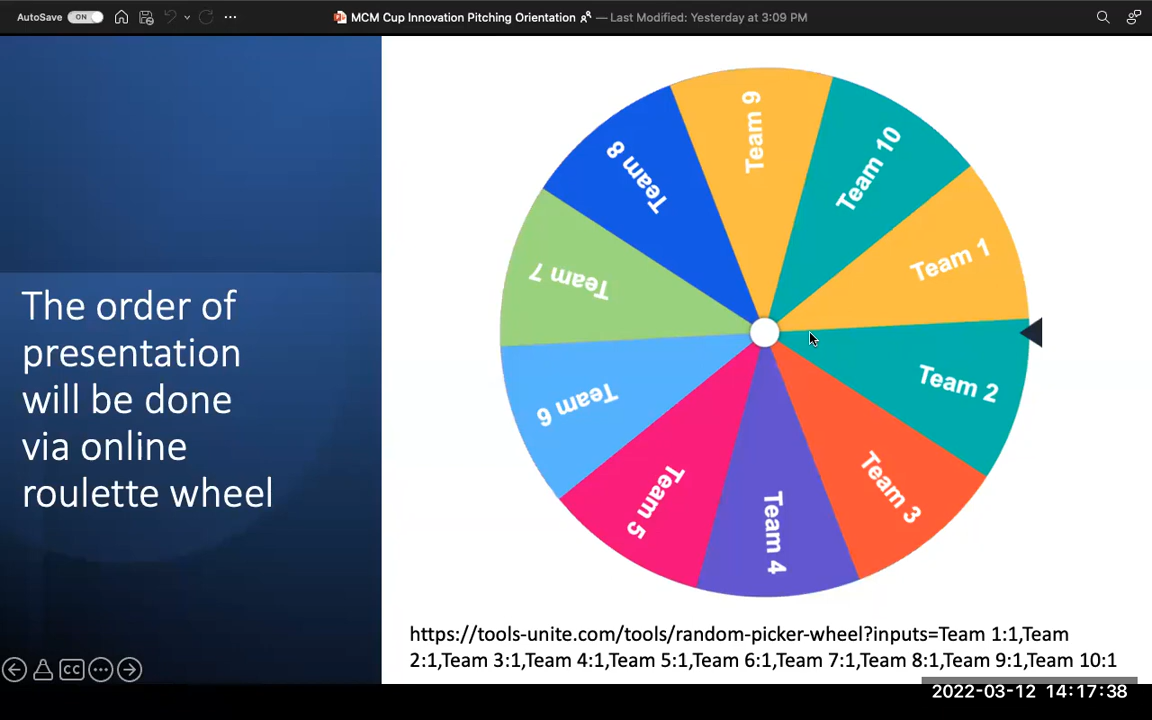 AutoSave ON MCM Cup Innovation Pitching Orientation — Last Modified: Yesterday at 3:09 PM
The order of
presentation
will be done
via online
roulette wheel
Team 9
Team 10
Team 8
Team 1
Team 7
Team 2
Team 6
Team 3
Team 5
Team 4
https://tools-unite.com/tools/random-picker-wheel?inputs=Team 1:1,Team
2:1,Team 3:1,Team 4:1,Team 5:1,Team 6:1,Team 7:1,Team 8:1,Team 9:1,Team 10:1
CC
2022-03-12 14:17:38